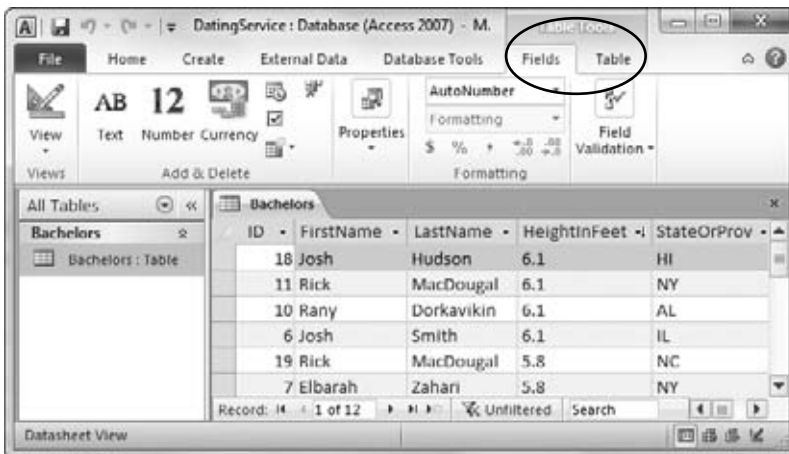 DatingService : Database (Access 2007) - M.
Table Tools
File Home Create External Data Database Tools Fields Table
AB 12
AutoNumber
Formatting
View Text Number Currency Properties $ % , Field Validation
Views Add & Delete Formatting
All Tables
Bachelors
Bachelors : Table
Bachelors
ID FirstName LastName HeightInFeet StateOrProv
18 Josh Hudson 6.1 HI
11 Rick MacDougal 6.1 NY
10 Rany Dorkavikin 6.1 AL
6 Josh Smith 6.1 IL
19 Rick MacDougal 5.8 NC
7 Elbarah Zahari 5.8 NY
Record: 1 of 12 Unfiltered Search
Datasheet View